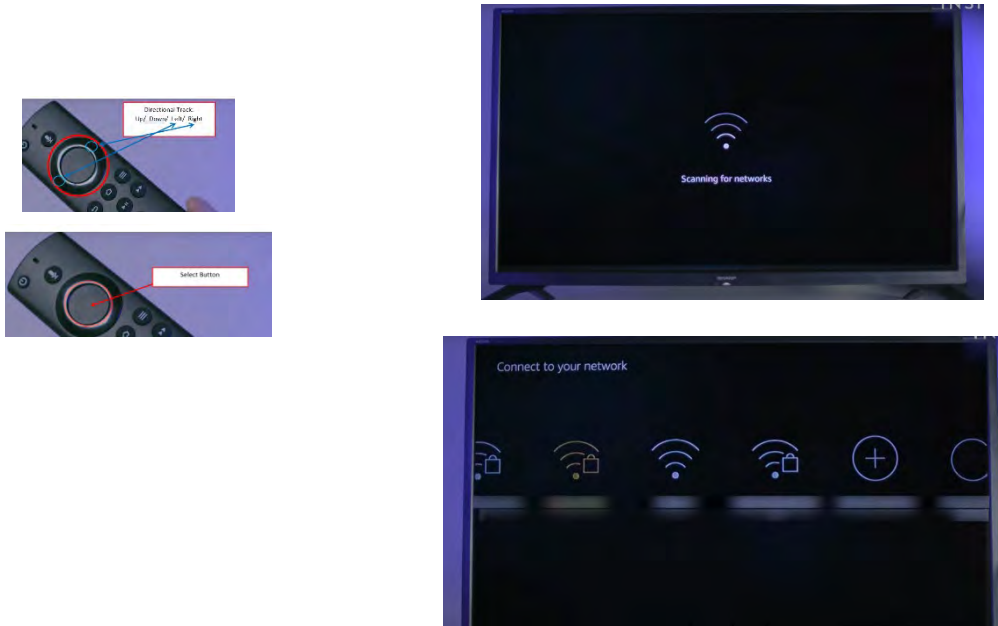 Directional Track:
Up/ Down/ Left/ Right
Select Button
Scanning for networks
Connect to your network